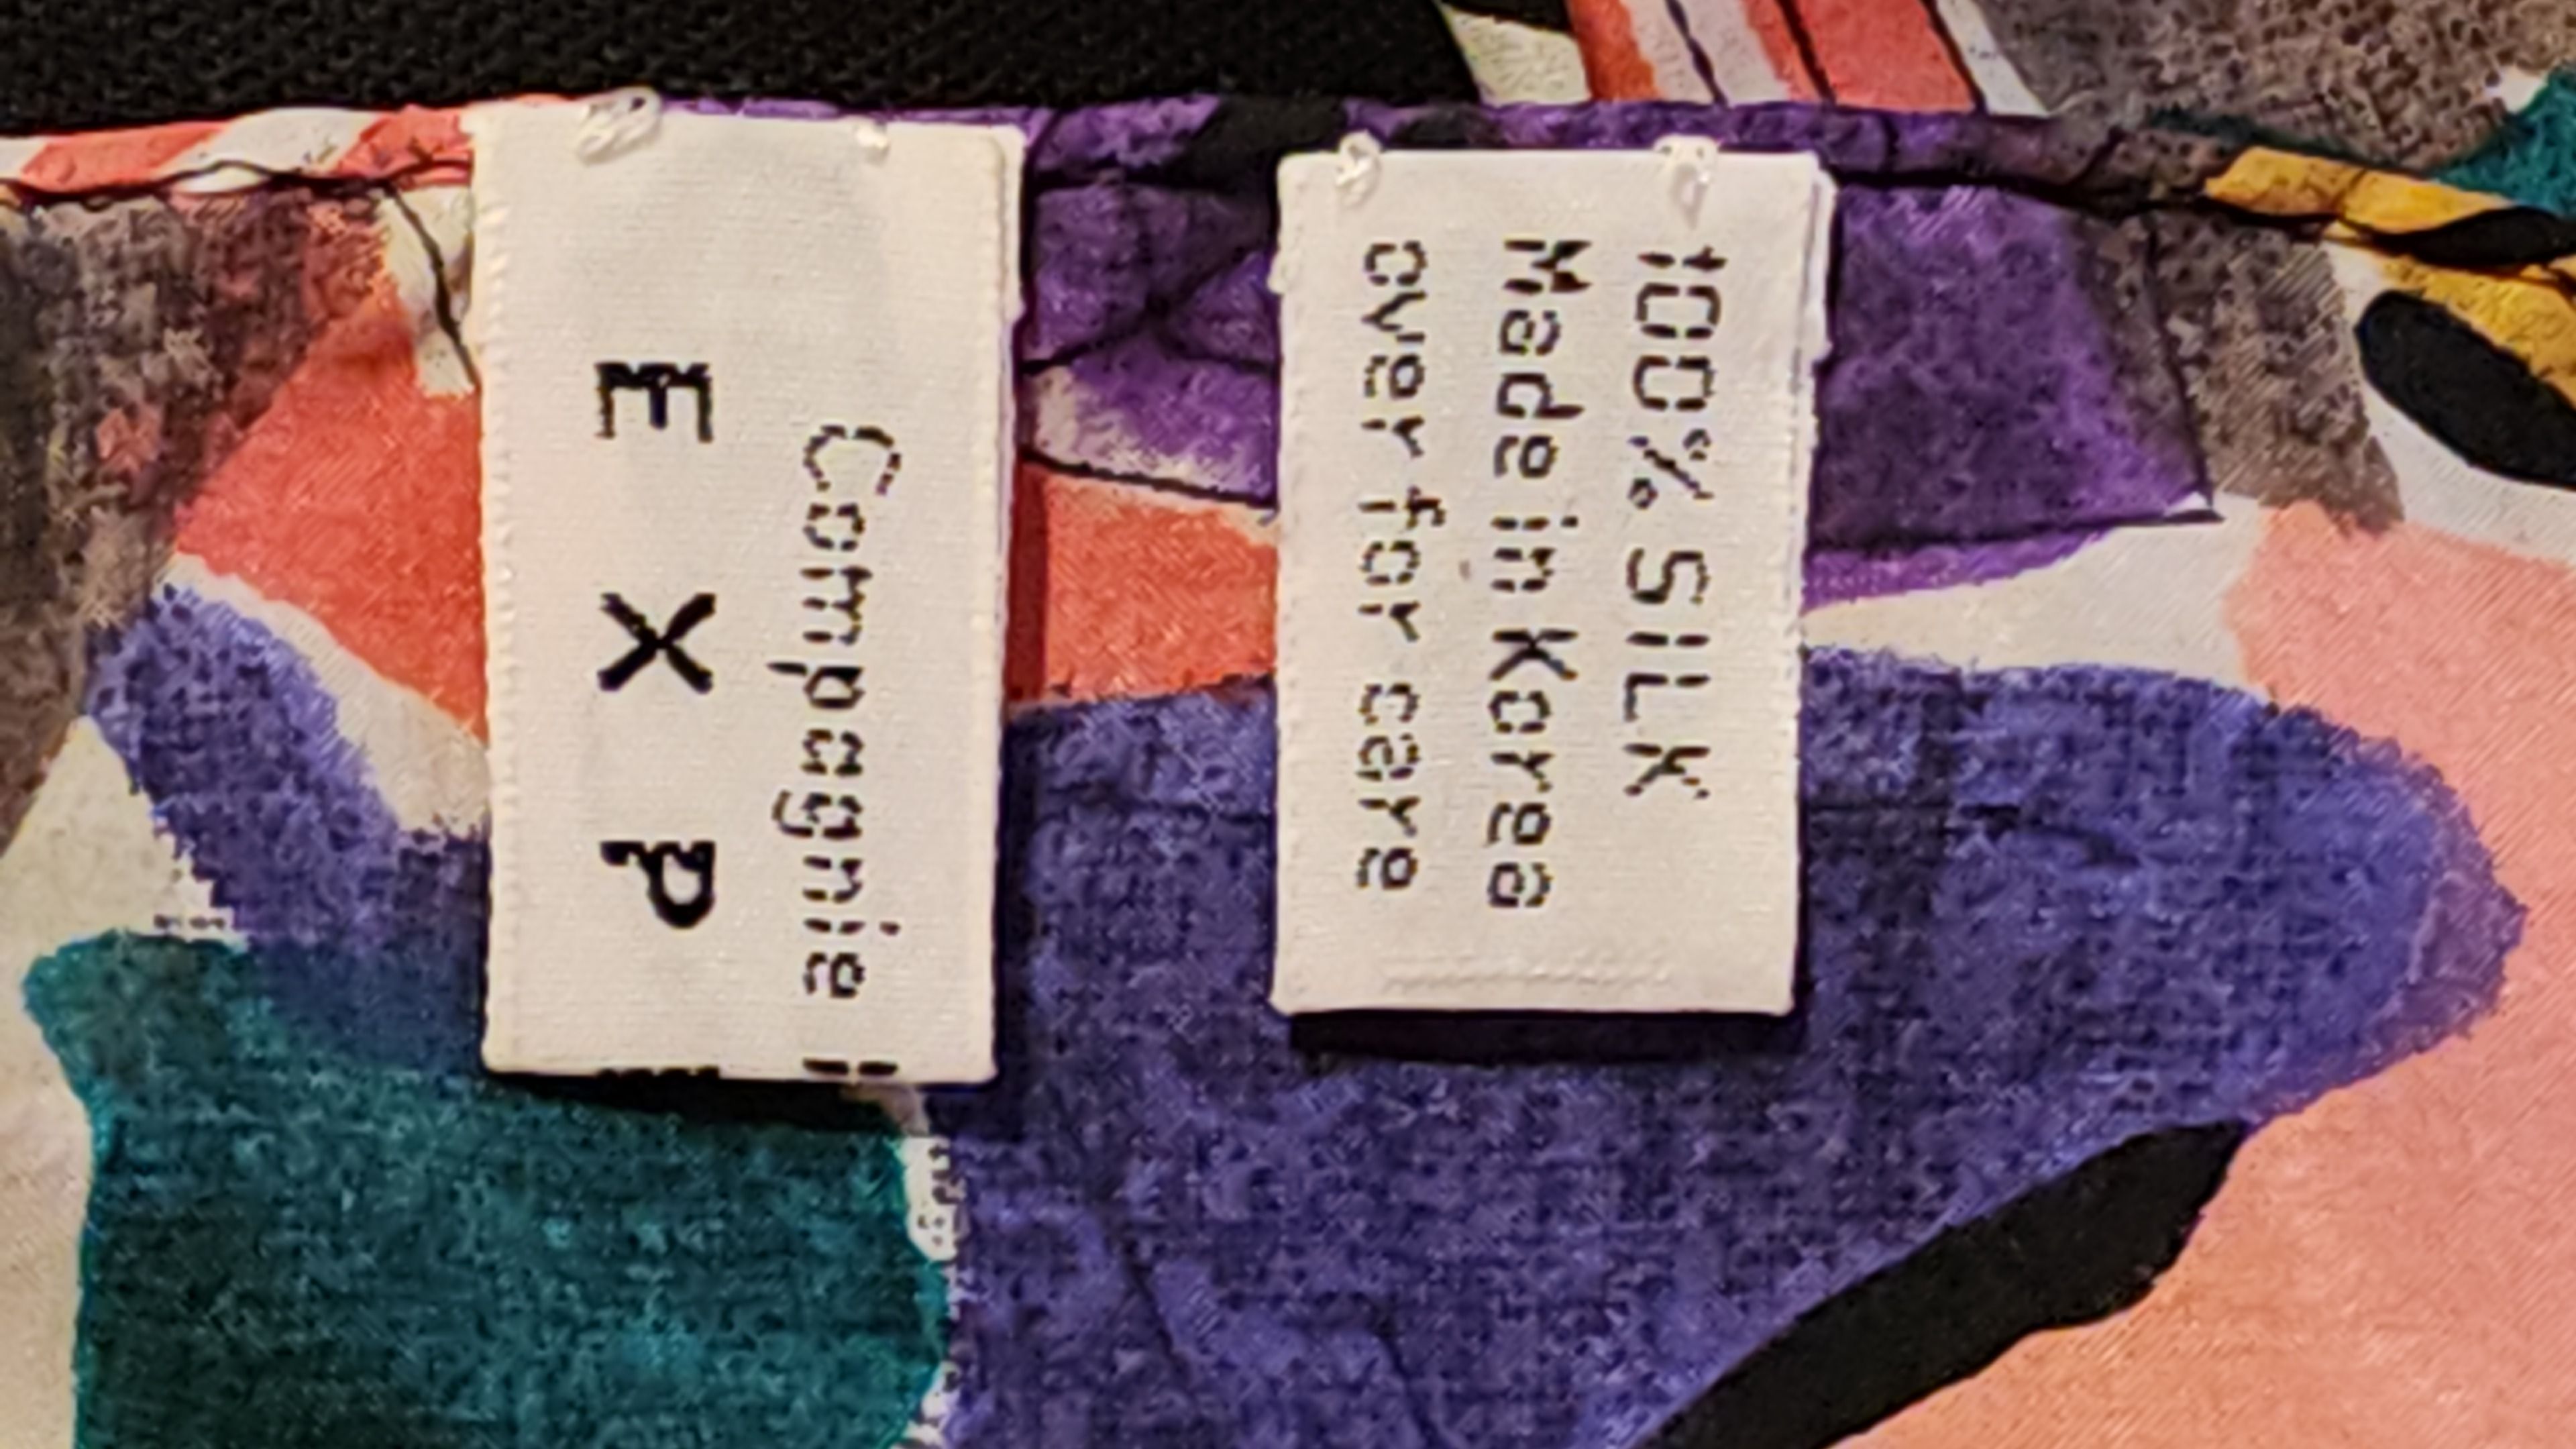 Compagnie
E X P
100% SILK
Made in Korea
over for care